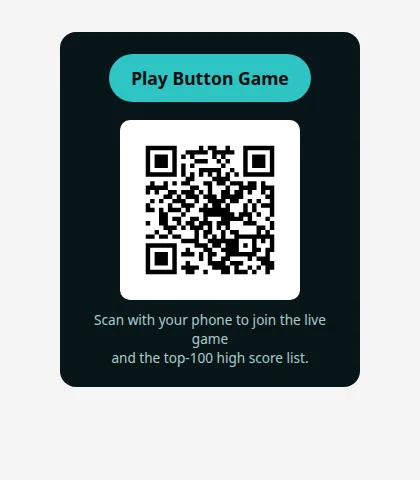 Play Button Game
Scan with your phone to join the live
game
and the top-100 high score list.